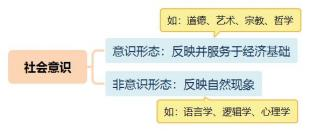 如：道德、艺术、宗教、哲学
意识形态：反映并服务于经济基础
社会意识
非意识形态：反映自然现象
如：语言学、逻辑学、心理学